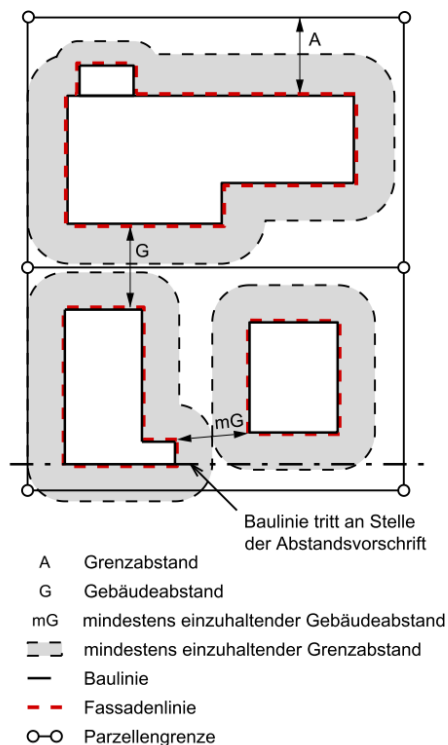 A
G
mG
Baulinie tritt an Stelle
der Abstandsvorschrift
A Grenzabstand
G Gebäudeabstand
mG mindestens einzuhaltender Gebäudeabstand
mindestens einzuhaltender Grenzabstand
Baulinie
Fassadenlinie
Parzellengrenze